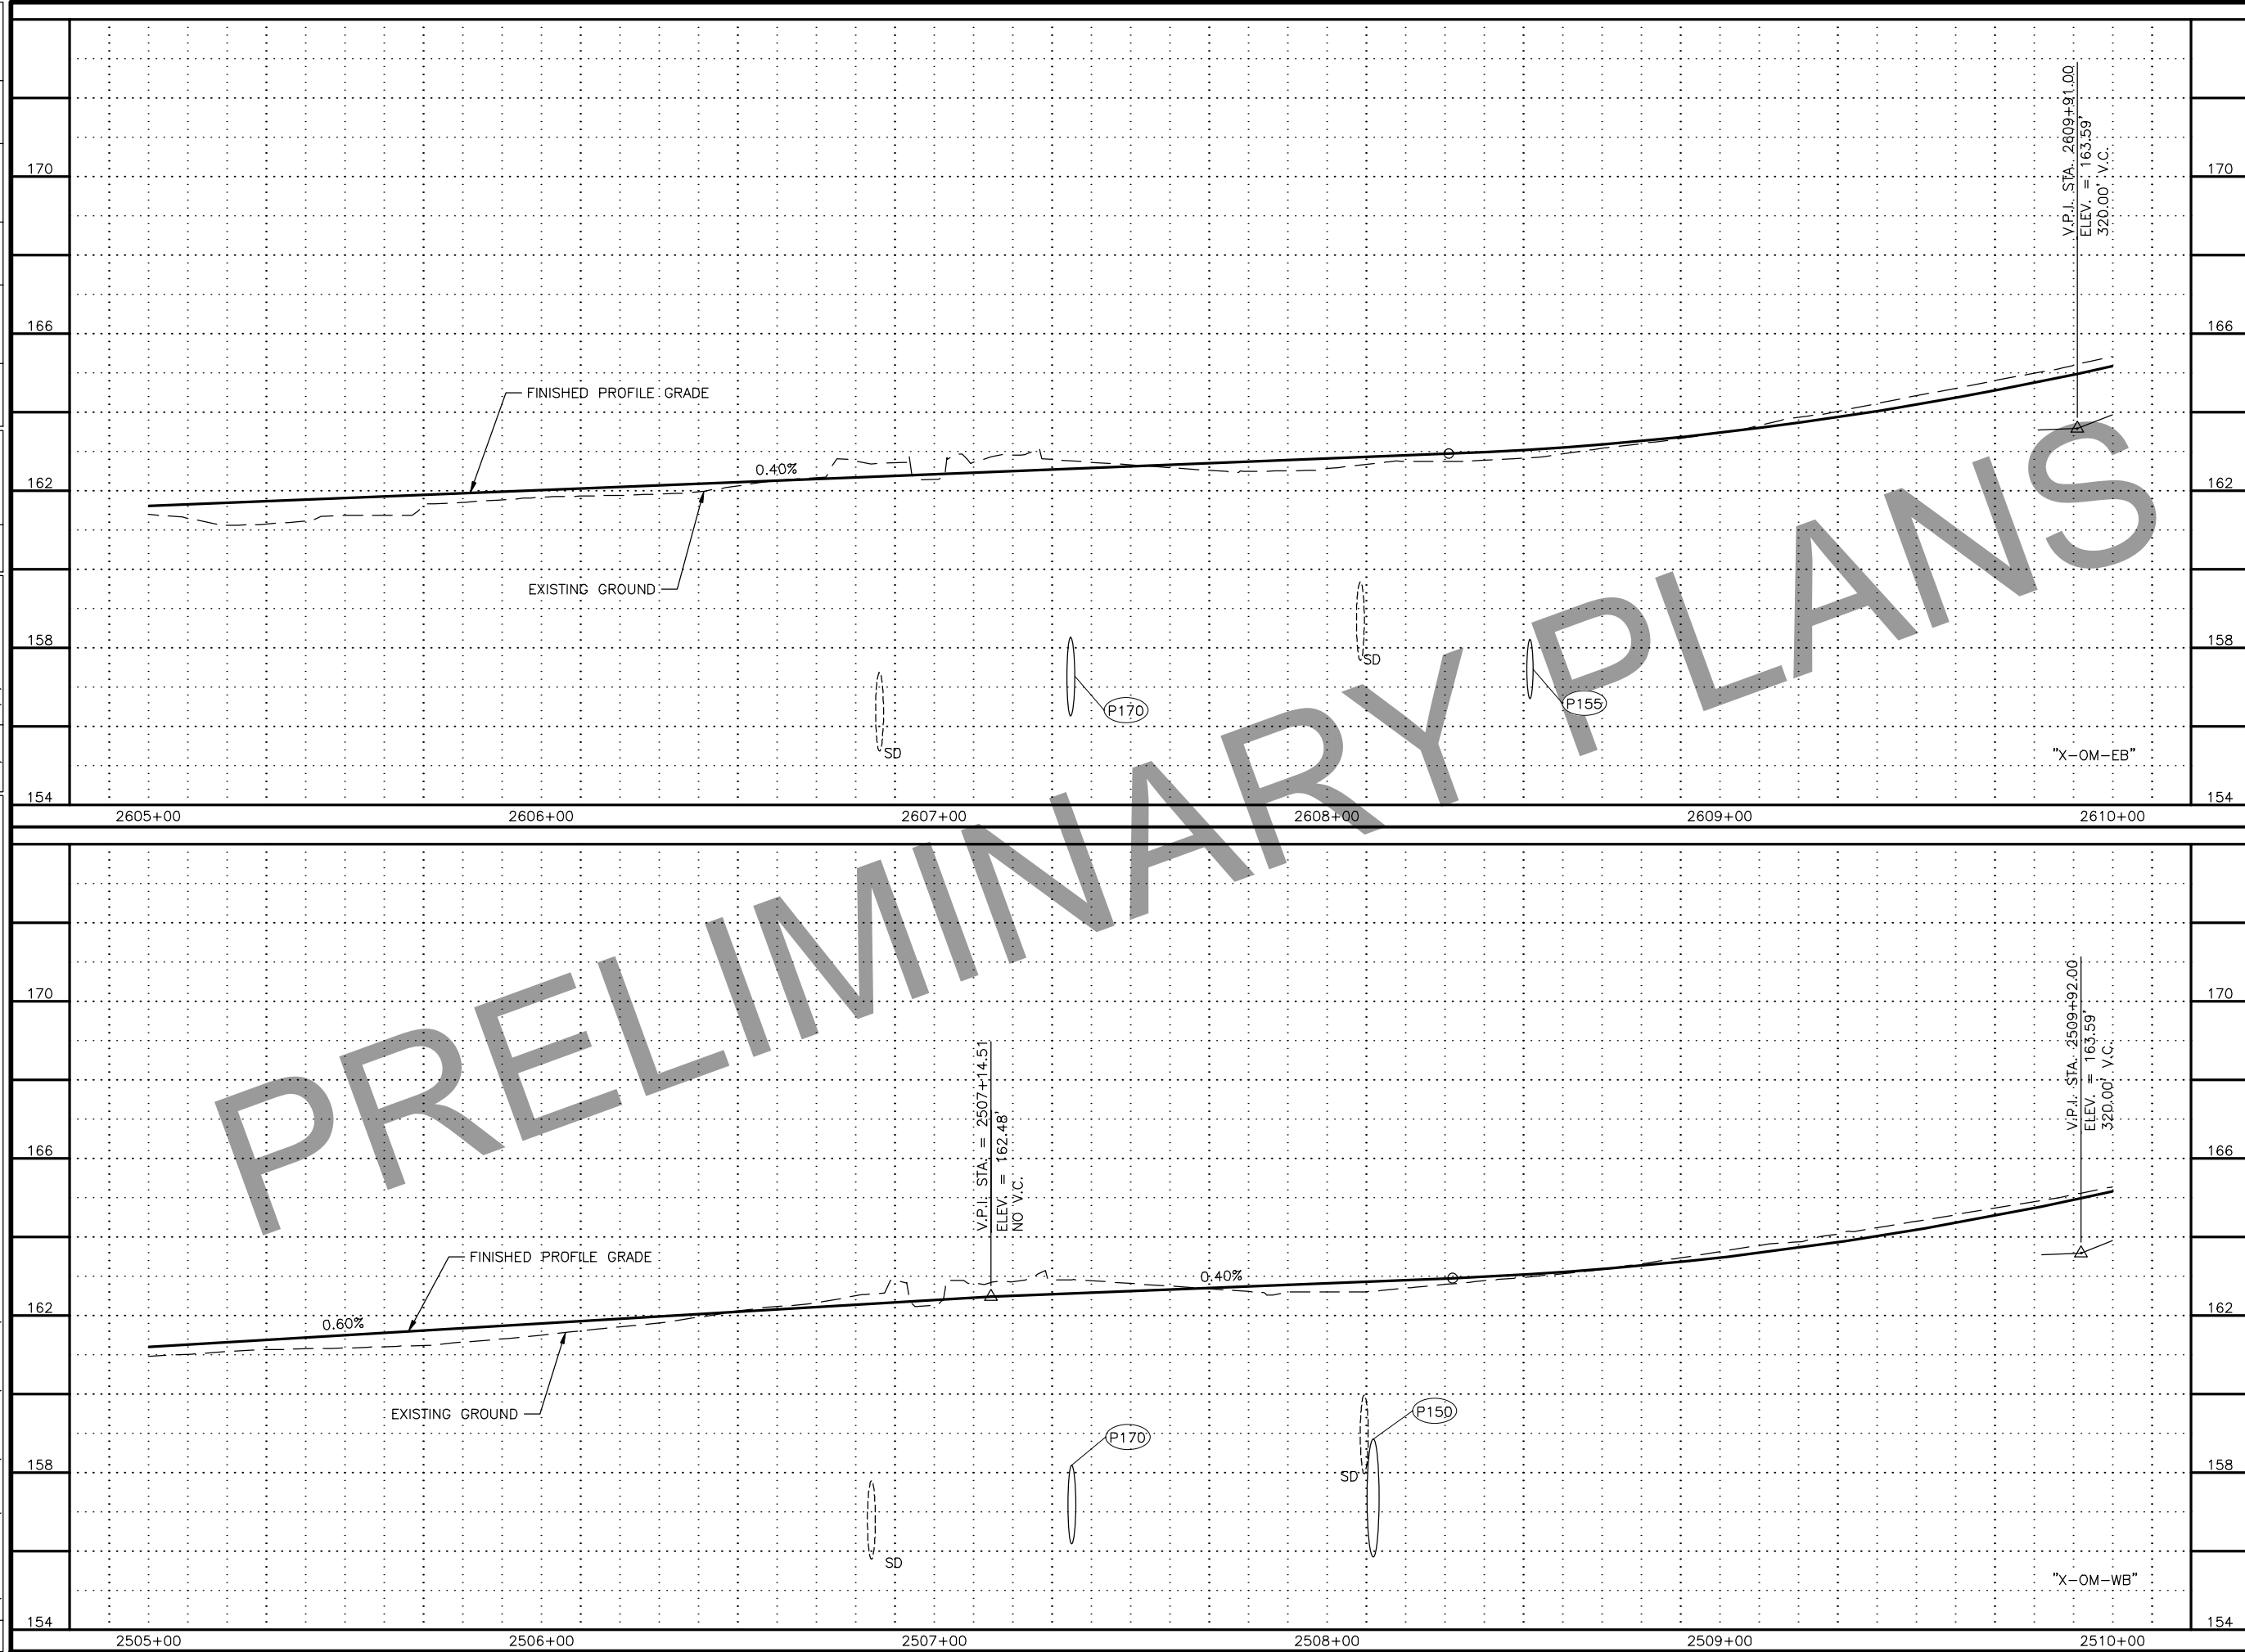 V.P.I. STA. 2609+91.00
ELEV. = 163.59'
320.00' V.C.
170
170
166
166
FINISHED PROFILE GRADE
0.40%
162
162
EXISTING GROUND
158
158
SD
P170
P155
SD
"X-OM-EB"
154
154
2605+00
2606+00
2607+00
2608+00
2609+00
2610+00
PRELIMINARY PLANS
V.P.I. STA. 2509+92.00
ELEV. = 163.59'
320.00' V.C.
170
170
V.P.I. STA. = 2507+14.51
ELEV. = 162.48'
NO V.C.
166
166
FINISHED PROFILE GRADE
0.40%
162
162
0.60%
EXISTING GROUND
P150
P170
158
158
SD
SD
"X-OM-WB"
154
154
2505+00
2506+00
2507+00
2508+00
2509+00
2510+00